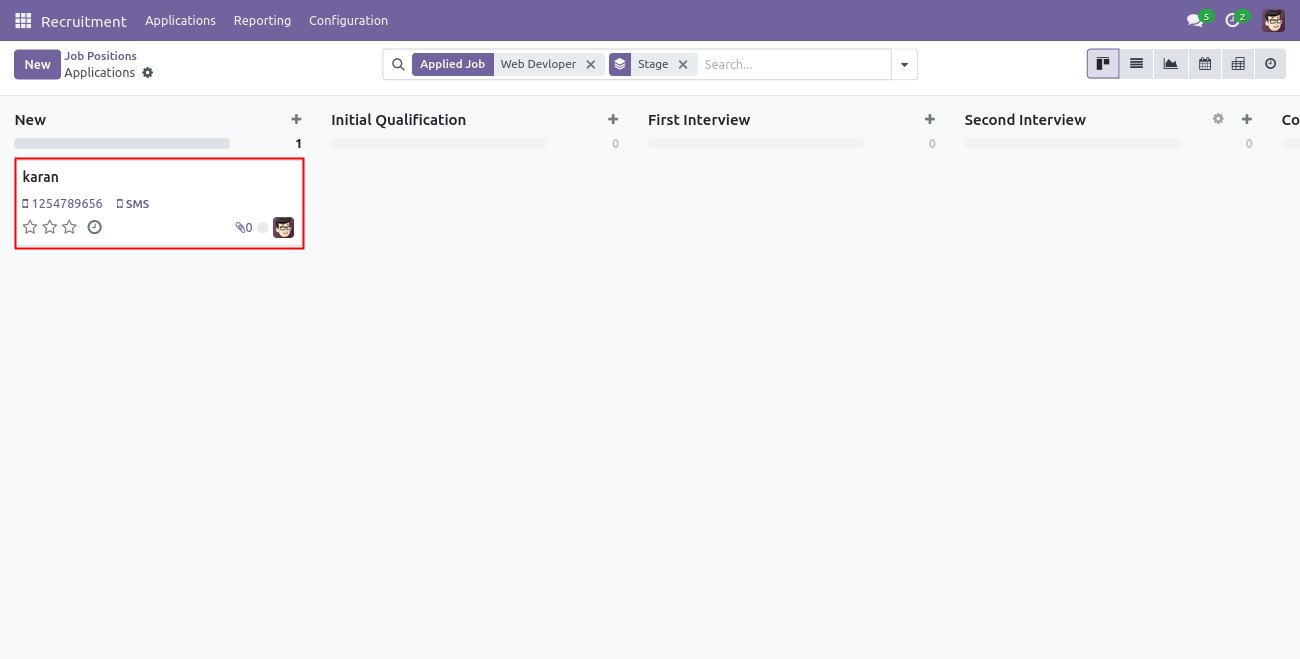 Recruitment Applications Reporting Configuration 5 2
New Job Positions
Applications
Applied Job Web Devloper Stage Search...
New Initial Qualification First Interview Second Interview Co
1 0 0 0
karan
1254789656 SMS
0